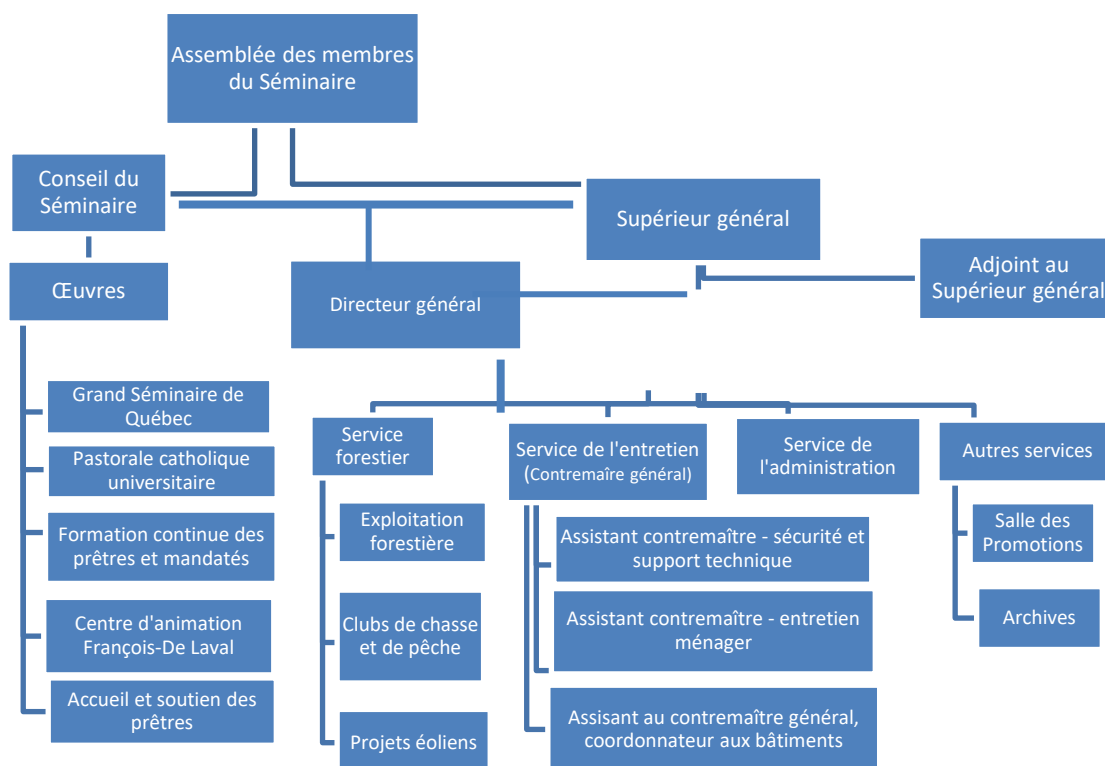 Assemblée des membres
du Séminaire
Conseil du
Séminaire
Supérieur général
Adjoint au
Supérieur général
Œuvres
Directeur général
Grand Séminaire de
Québec
Pastorale catholique
universitaire
Formation continue des
prêtres et mandatés
Centre d'animation
François-De Laval
Accueil et soutien des
prêtres
Service
forestier
Exploitation
forestière
Clubs de chasse
et de pêche
Projets éoliens
Service de l'entretien
(Contremaîre général)
Assistant contremaître - sécurité et
support technique
Assistant contremaître - entretien
ménager
Assisant au contremaître général,
coordonnateur aux bâtiments
Service de
l'administration
Autres services
Salle des
Promotions
Archives